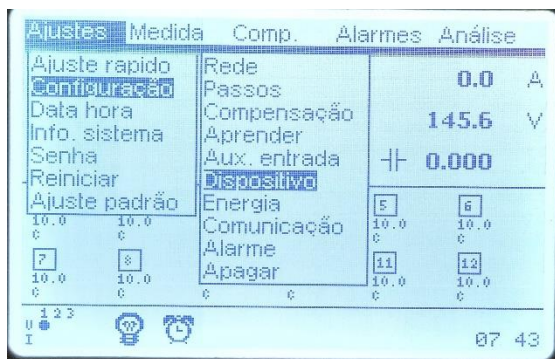 Ajustes Medida Comp. Alarmes Análise
Ajuste rapido
Configuração
Data hora
Info. sistema
Senha
Reiniciar
Ajuste padrão
Rede
Passos
Compensação
Aprender
Aux. entrada
Dispositivo
Energia
Comunicação
Alarme
Apagar
0.0 A
145.6 V
0.000
5 6
10.0 10.0 10.0 10.0
C C C C
7 8 11 12
10.0 10.0 10.0 10.0
C C C C C C
1 2 3
U
I
07 43